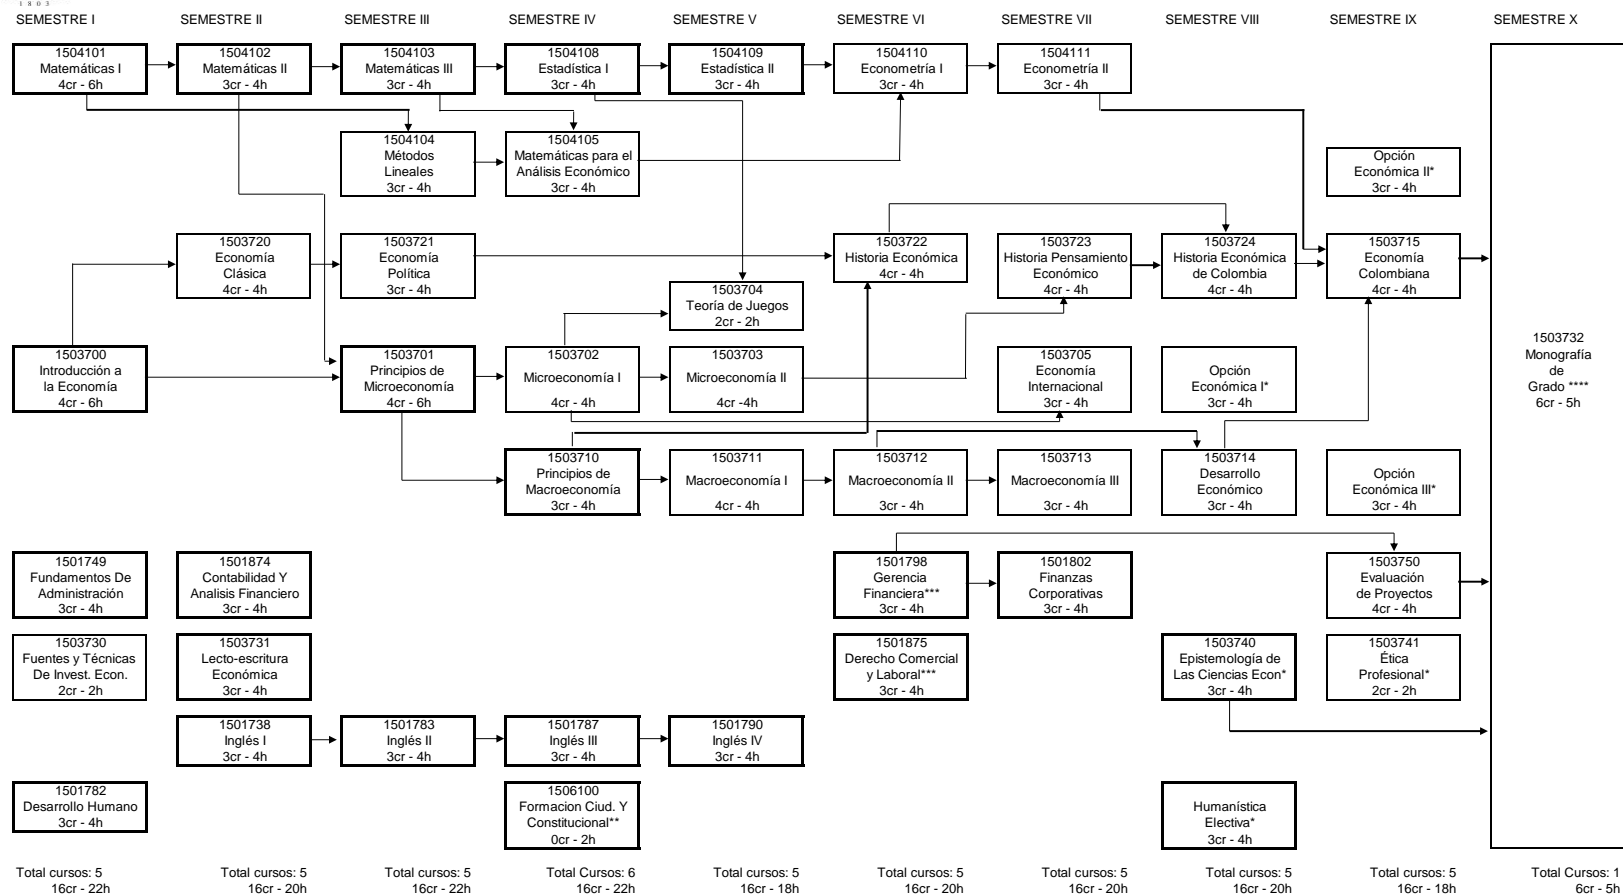 1 8 0 3
SEMESTRE I
SEMESTRE II
SEMESTRE III
SEMESTRE IV
SEMESTRE V
SEMESTRE VI
SEMESTRE VII
SEMESTRE VIII
SEMESTRE IX
SEMESTRE X
1504101
Matemáticas I
4cr - 6h
1504102
Matemáticas II
3cr - 4h
1504103
Matemáticas III
3cr - 4h
1504108
Estadística I
3cr - 4h
1504109
Estadística II
3cr - 4h
1504110
Econometría I
3cr - 4h
1504111
Econometría II
3cr - 4h
1504104
Métodos
Lineales
3cr - 4h
1504105
Matemáticas para el
Análisis Económico
3cr - 4h
Opción
Económica II*
3cr - 4h
1503720
Economía
Clásica
4cr - 4h
1503721
Economía
Política
3cr - 4h
1503722
Historia Económica
4cr - 4h
1503723
Historia Pensamiento
Económico
4cr - 4h
1503724
Historia Económica
de Colombia
4cr - 4h
1503715
Economía
Colombiana
4cr - 4h
1503704
Teoría de Juegos
2cr - 2h
1503700
Introducción a
la Economía
4cr - 6h
1503701
Principios de
Microeconomía
4cr - 6h
1503702
Microeconomía I
4cr - 4h
1503703
Microeconomía II
4cr -4h
1503705
Economía
Internacional
3cr - 4h
Opción
Económica I*
3cr - 4h
1503732
Monografía
de
Grado ****
6cr - 5h
1503710
Principios de
Macroeconomía
3cr - 4h
1503711
Macroeconomía I
4cr - 4h
1503712
Macroeconomía II
3cr - 4h
1503713
Macroeconomía III
3cr - 4h
1503714
Desarrollo
Económico
3cr - 4h
Opción
Económica III*
3cr - 4h
1501749
Fundamentos De
Administración
3cr - 4h
1501874
Contabilidad Y
Analisis Financiero
3cr - 4h
1501798
Gerencia
Financiera***
3cr - 4h
1501802
Finanzas
Corporativas
3cr - 4h
1503750
Evaluación
de Proyectos
4cr - 4h
1503730
Fuentes y Técnicas
De Invest. Econ.
2cr - 2h
1503731
Lecto-escritura
Económica
3cr - 4h
1501875
Derecho Comercial
y Laboral***
3cr - 4h
1503740
Epistemología de
Las Ciencias Econ*
3cr - 4h
1503741
Ética
Profesional*
2cr - 2h
1501738
Inglés I
3cr - 4h
1501783
Inglés II
3cr - 4h
1501787
Inglés III
3cr - 4h
1501790
Inglés IV
3cr - 4h
1501782
Desarrollo Humano
3cr - 4h
1506100
Formacion Ciud. Y
Constitucional**
0cr - 2h
Humanística
Electiva*
3cr - 4h
Total cursos: 5
16cr - 22h
Total cursos: 5
16cr - 20h
Total cursos: 5
16cr - 22h
Total Cursos: 6
16cr - 22h
Total cursos: 5
16cr - 18h
Total cursos: 5
16cr - 20h
Total cursos: 5
16cr - 20h
Total cursos: 5
16cr - 20h
Total cursos: 5
16cr - 18h
Total Cursos: 1
6cr - 5h